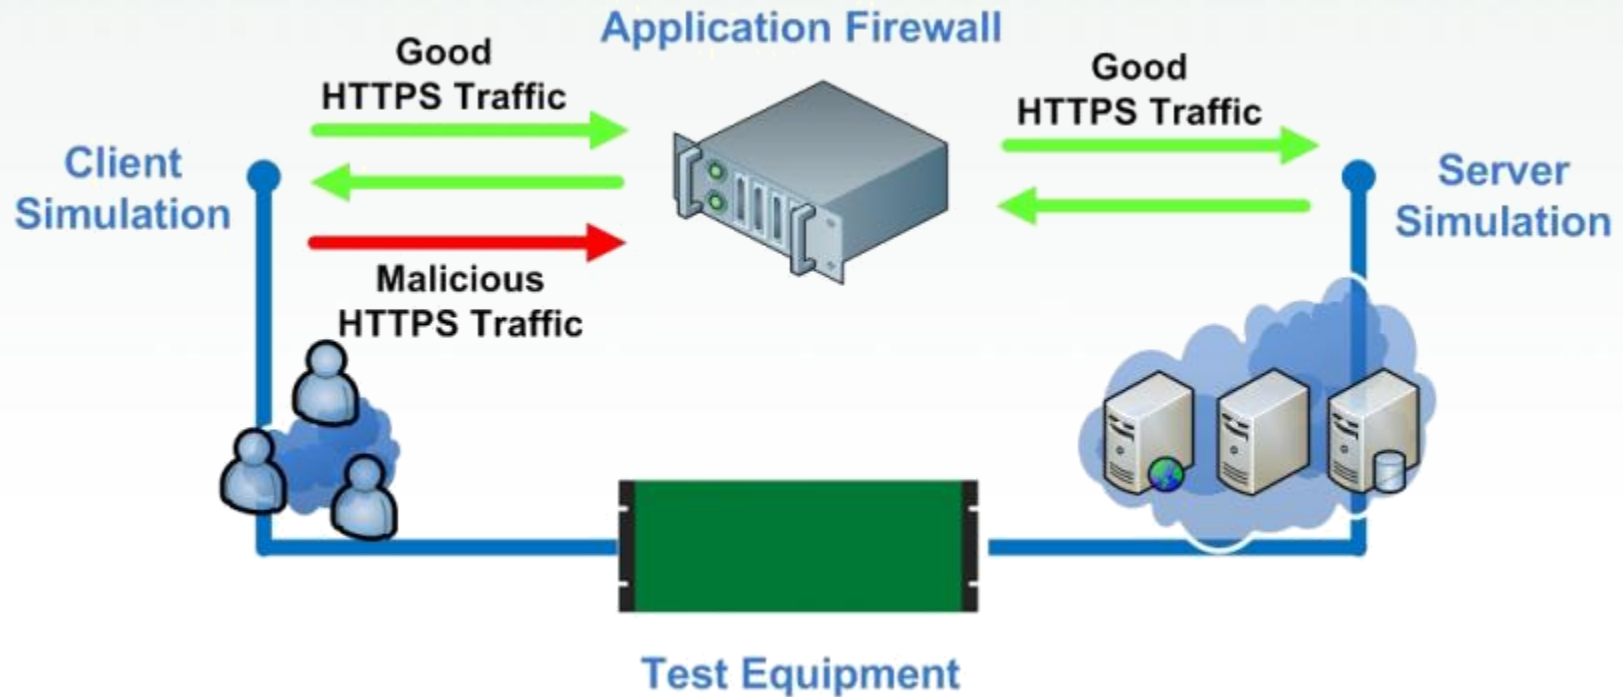 Application Firewall
Good
HTTPS Traffic
Good
HTTPS Traffic
Client
Simulation
Server
Simulation
Malicious
HTTPS Traffic
Test Equipment